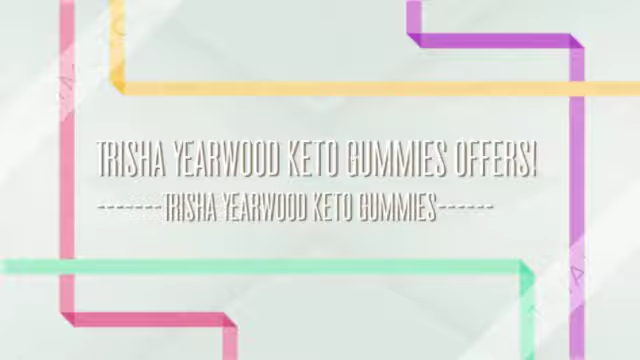 TRISHA YEARWOOD KETO GUMMIES OFFERS!
-------TRISHA YEARWOOD KETO GUMMIES------